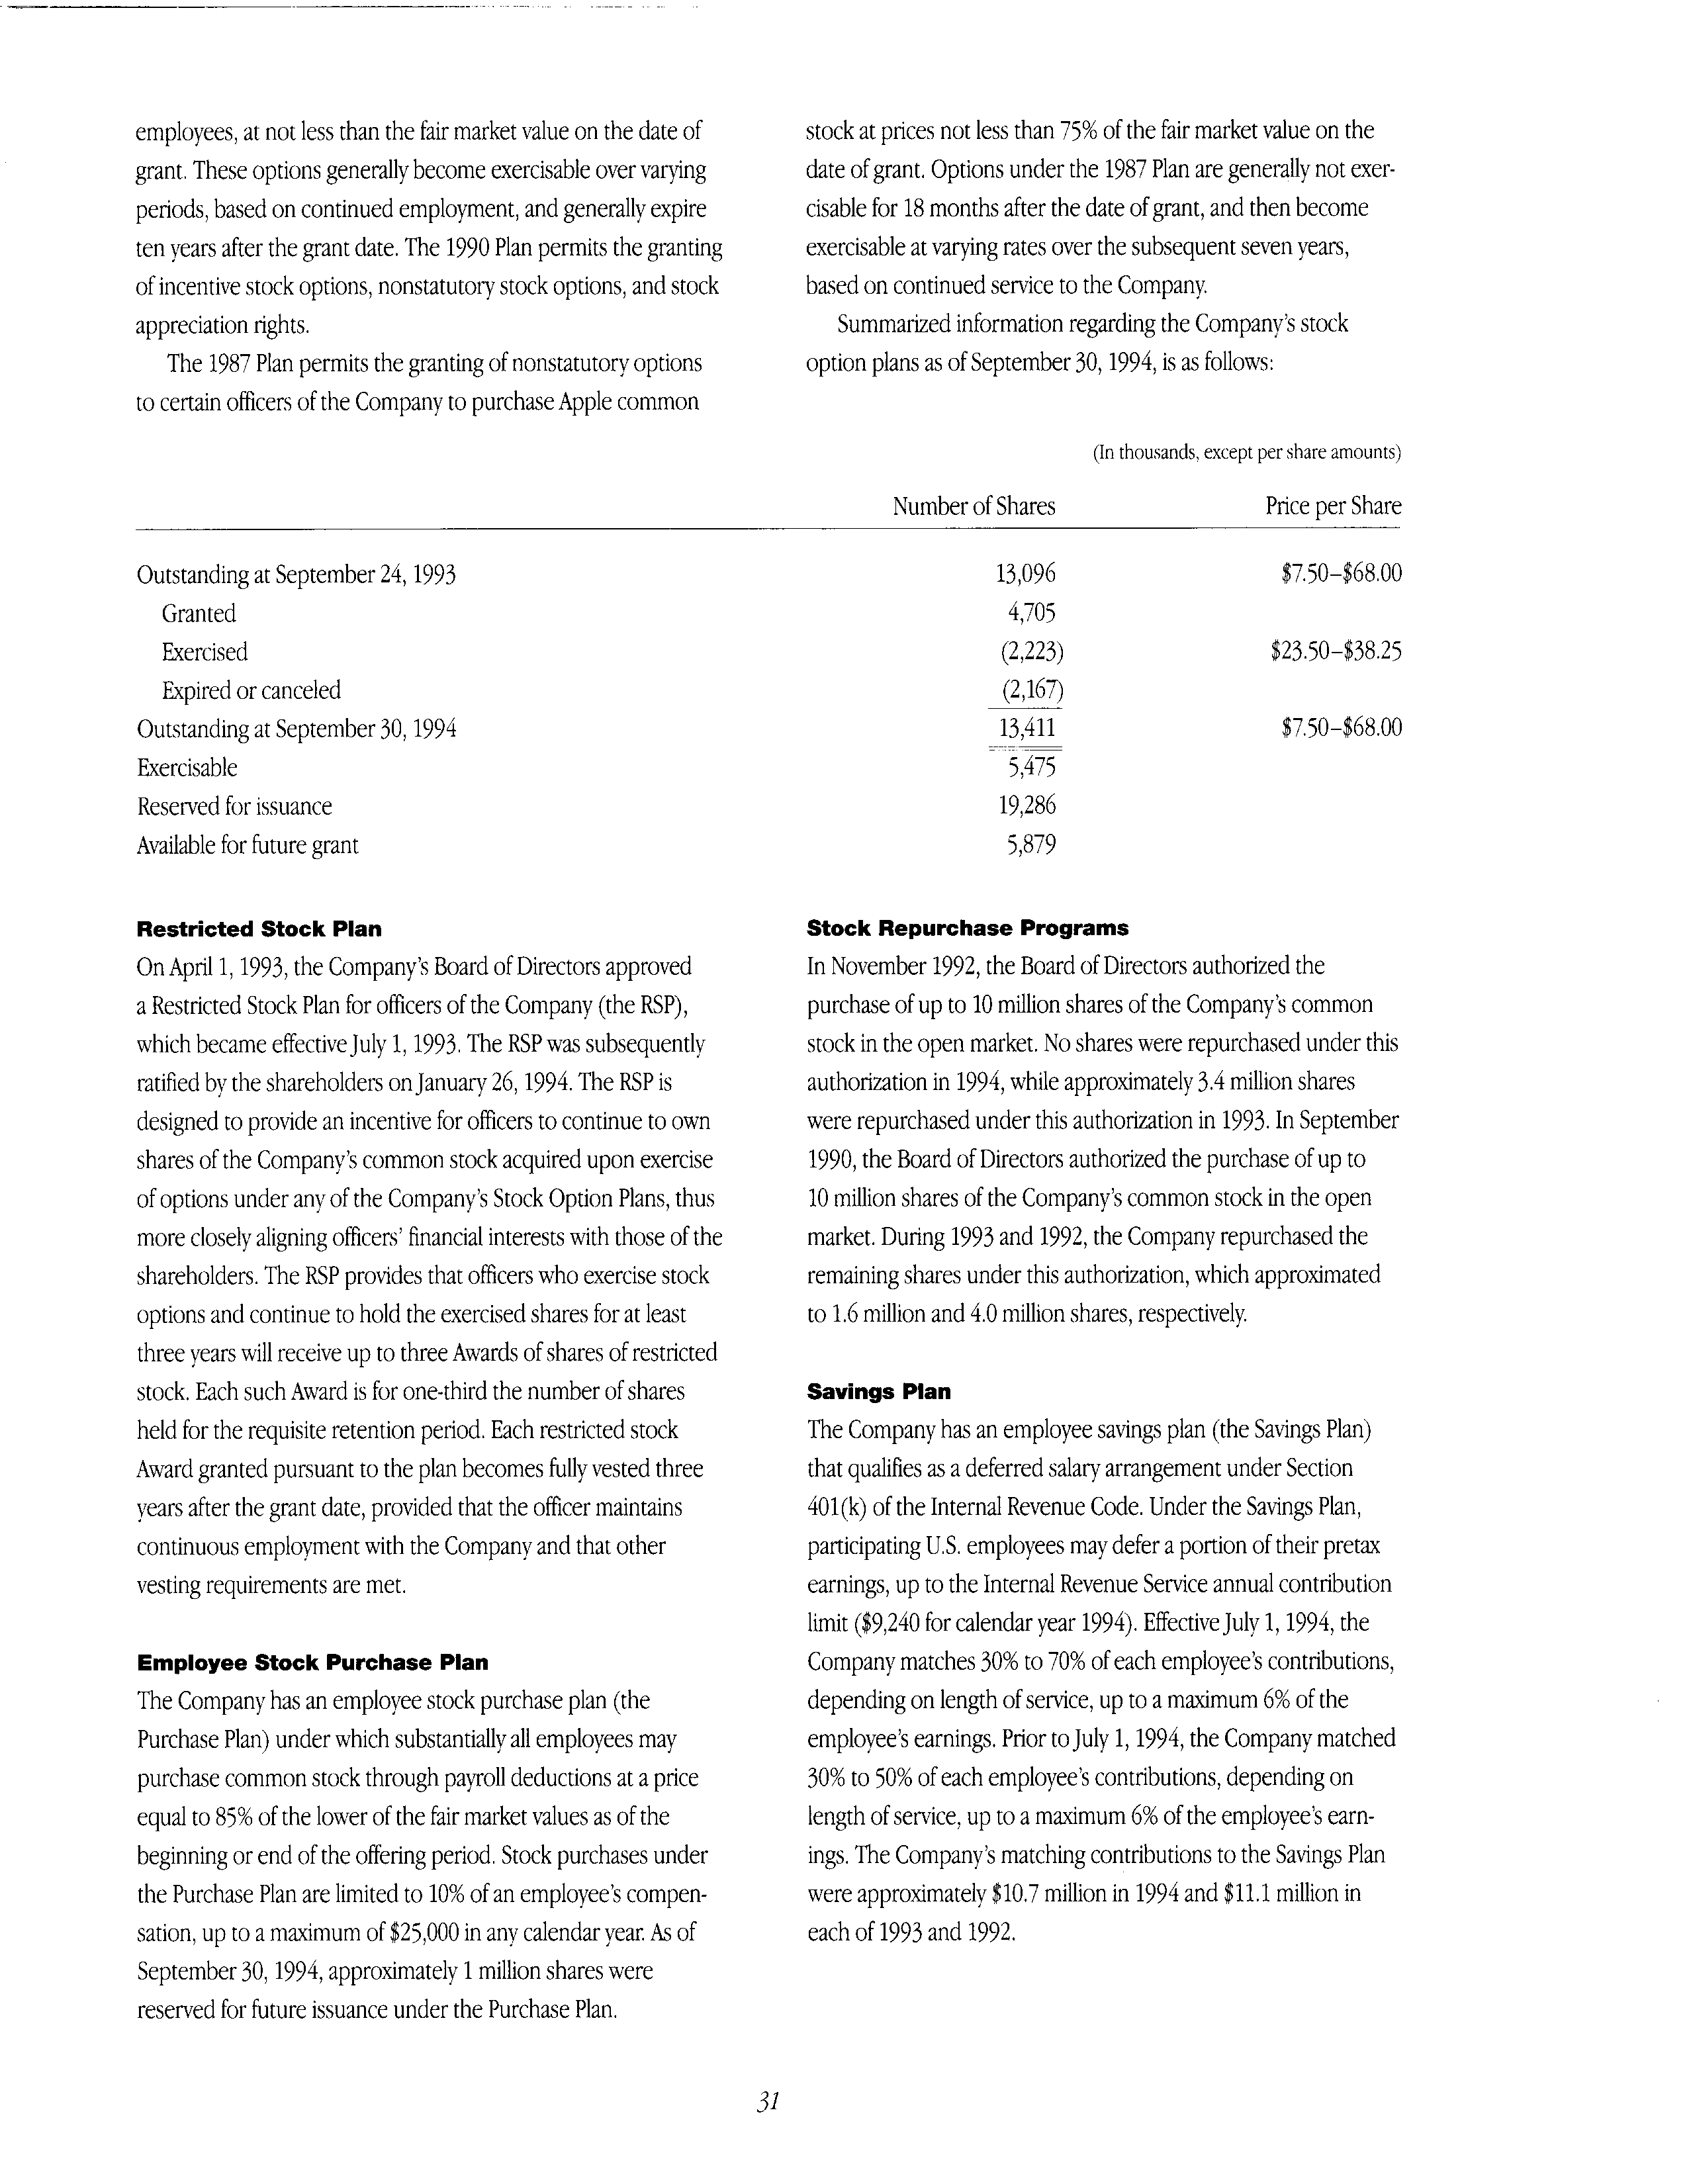 employees, at not less than the fair market value on the date of
grant. These options generally become exercisable over varying
periods, based on continued employment, and generally expire
ten years after the grant date. The 1990 Plan permits the granting
of incentive stock options, nonstatutory stock options, and stock
appreciation rights.
The 1987 Plan permits the granting of nonstatutory options
to certain officers of the Company to purchase Apple common
stock at prices not less than 75% of the fair market value on the
date of grant. Options under the 1987 Plan are generally not exer-
cisable for 18 months after the date of grant, and then become
exercisable at varying rates over the subsequent seven years,
based on continued service to the Company.
Summarized information regarding the Company's stock
option plans as of September 30, 1994, is as follows:
(In thousands, except per share amounts)
Number of Shares Price per Share
Outstanding at September 24, 1993 13,096 $7.50–$68.00
Granted 4,705
Exercised (2,223) $23.50–$38.25
Expired or canceled (2,167)
Outstanding at September 30, 1994 13,411 $7.50–$68.00
Exercisable 5,475
Reserved for issuance 19,286
Available for future grant 5,879
Restricted Stock Plan
On April 1, 1993, the Company's Board of Directors approved
a Restricted Stock Plan for officers of the Company (the RSP),
which became effective July 1, 1993. The RSP was subsequently
ratified by the shareholders on January 26, 1994. The RSP is
designed to provide an incentive for officers to continue to own
shares of the Company's common stock acquired upon exercise
of options under any of the Company's Stock Option Plans, thus
more closely aligning officers' financial interests with those of the
shareholders. The RSP provides that officers who exercise stock
options and continue to hold the exercised shares for at least
three years will receive up to three Awards of shares of restricted
stock. Each such Award is for one-third the number of shares
held for the requisite retention period. Each restricted stock
Award granted pursuant to the plan becomes fully vested three
years after the grant date, provided that the officer maintains
continuous employment with the Company and that other
vesting requirements are met.
Employee Stock Purchase Plan
The Company has an employee stock purchase plan (the
Purchase Plan) under which substantially all employees may
purchase common stock through payroll deductions at a price
equal to 85% of the lower of the fair market values as of the
beginning or end of the offering period. Stock purchases under
the Purchase Plan are limited to 10% of an employee's compen-
sation, up to a maximum of $25,000 in any calendar year. As of
September 30, 1994, approximately 1 million shares were
reserved for future issuance under the Purchase Plan.
Stock Repurchase Programs
In November 1992, the Board of Directors authorized the
purchase of up to 10 million shares of the Company's common
stock in the open market. No shares were repurchased under this
authorization in 1994, while approximately 3.4 million shares
were repurchased under this authorization in 1993. In September
1990, the Board of Directors authorized the purchase of up to
10 million shares of the Company's common stock in the open
market. During 1993 and 1992, the Company repurchased the
remaining shares under this authorization, which approximated
to 1.6 million and 4.0 million shares, respectively.
Savings Plan
The Company has an employee savings plan (the Savings Plan)
that qualifies as a deferred salary arrangement under Section
401(k) of the Internal Revenue Code. Under the Savings Plan,
participating U.S. employees may defer a portion of their pretax
earnings, up to the Internal Revenue Service annual contribution
limit ($9,240 for calendar year 1994). Effective July 1, 1994, the
Company matches 30% to 70% of each employee's contributions,
depending on length of service, up to a maximum 6% of the
employee's earnings. Prior to July 1, 1994, the Company matched
30% to 50% of each employee's contributions, depending on
length of service, up to a maximum 6% of the employee's earn-
ings. The Company's matching contributions to the Savings Plan
were approximately $10.7 million in 1994 and $11.1 million in
each of 1993 and 1992.
31